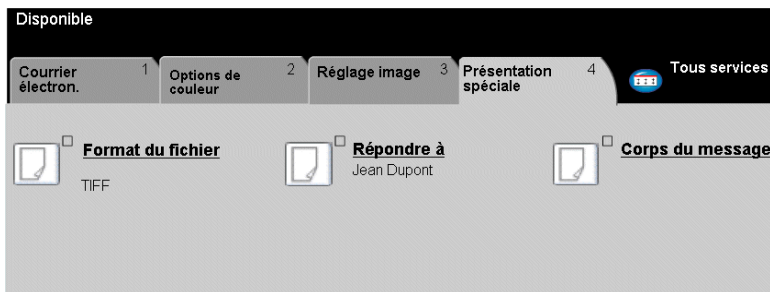 Disponible
Courrier électron. 1
Options de couleur 2
Réglage image 3
Présentation spéciale 4
Tous services
Format du fichier
TIFF
Répondre à
Jean Dupont
Corps du message